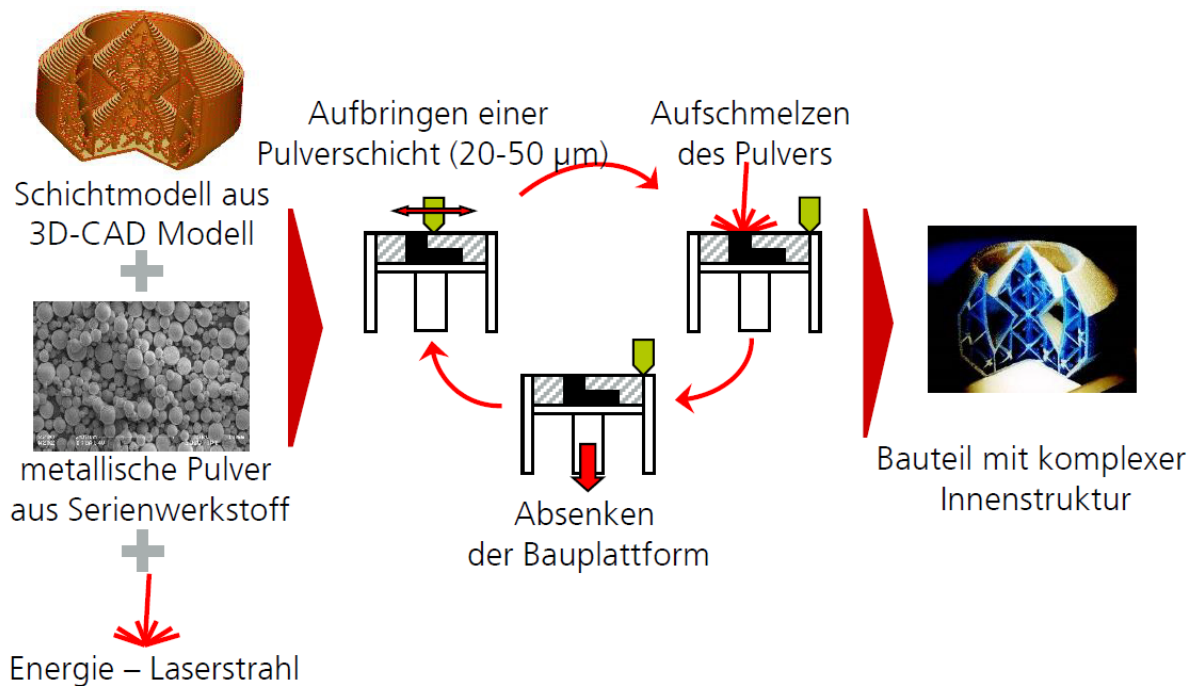 Schichtmodell aus
3D-CAD Modell
metallische Pulver
aus Serienwerkstoff
Energie – Laserstrahl
Aufbringen einer
Pulverschicht (20-50 µm)
Aufschmelzen
des Pulvers
Absenken
der Bauplattform
Bauteil mit komplexer
Innenstruktur